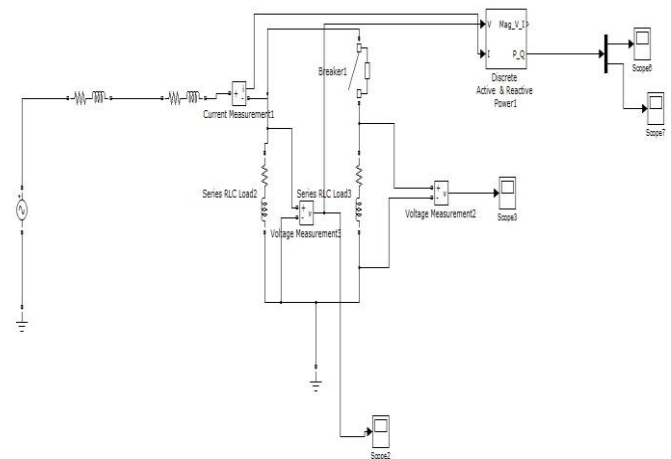 V
Mag_V_I
I
P_Q
Discrete
Active & Reactive
Power1
Scope6
Scope7
Breaker1
+
i
-
Current Measurement1
Series RLC Load2
Series RLC Load3
+
-
v
Voltage Measurement3
+
-
v
Voltage Measurement2
Scope3
Scope2